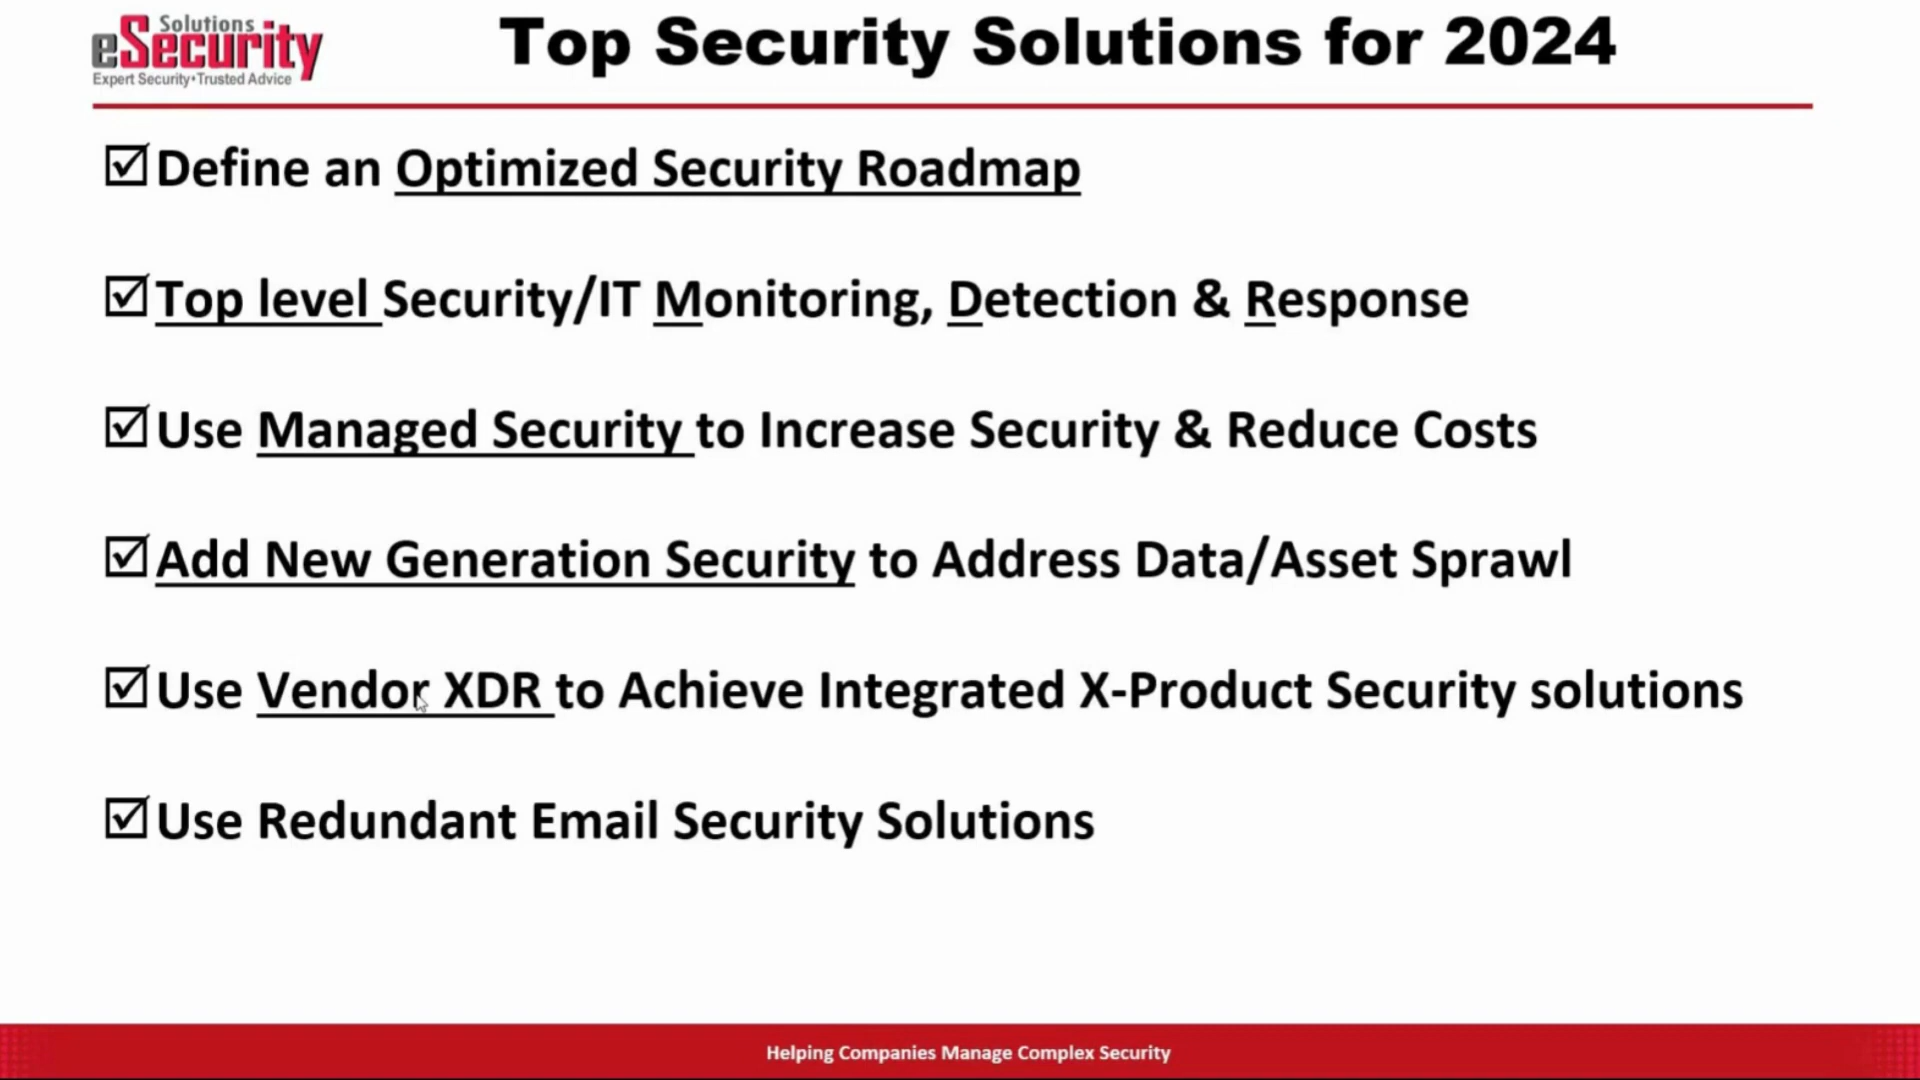 Solutions
eSecurity
Expert Security•Trusted Advice
Top Security Solutions for 2024
Define an Optimized Security Roadmap
Top level Security/IT Monitoring, Detection & Response
Use Managed Security to Increase Security & Reduce Costs
Add New Generation Security to Address Data/Asset Sprawl
Use Vendor XDR to Achieve Integrated X-Product Security solutions
Use Redundant Email Security Solutions
Helping Companies Manage Complex Security